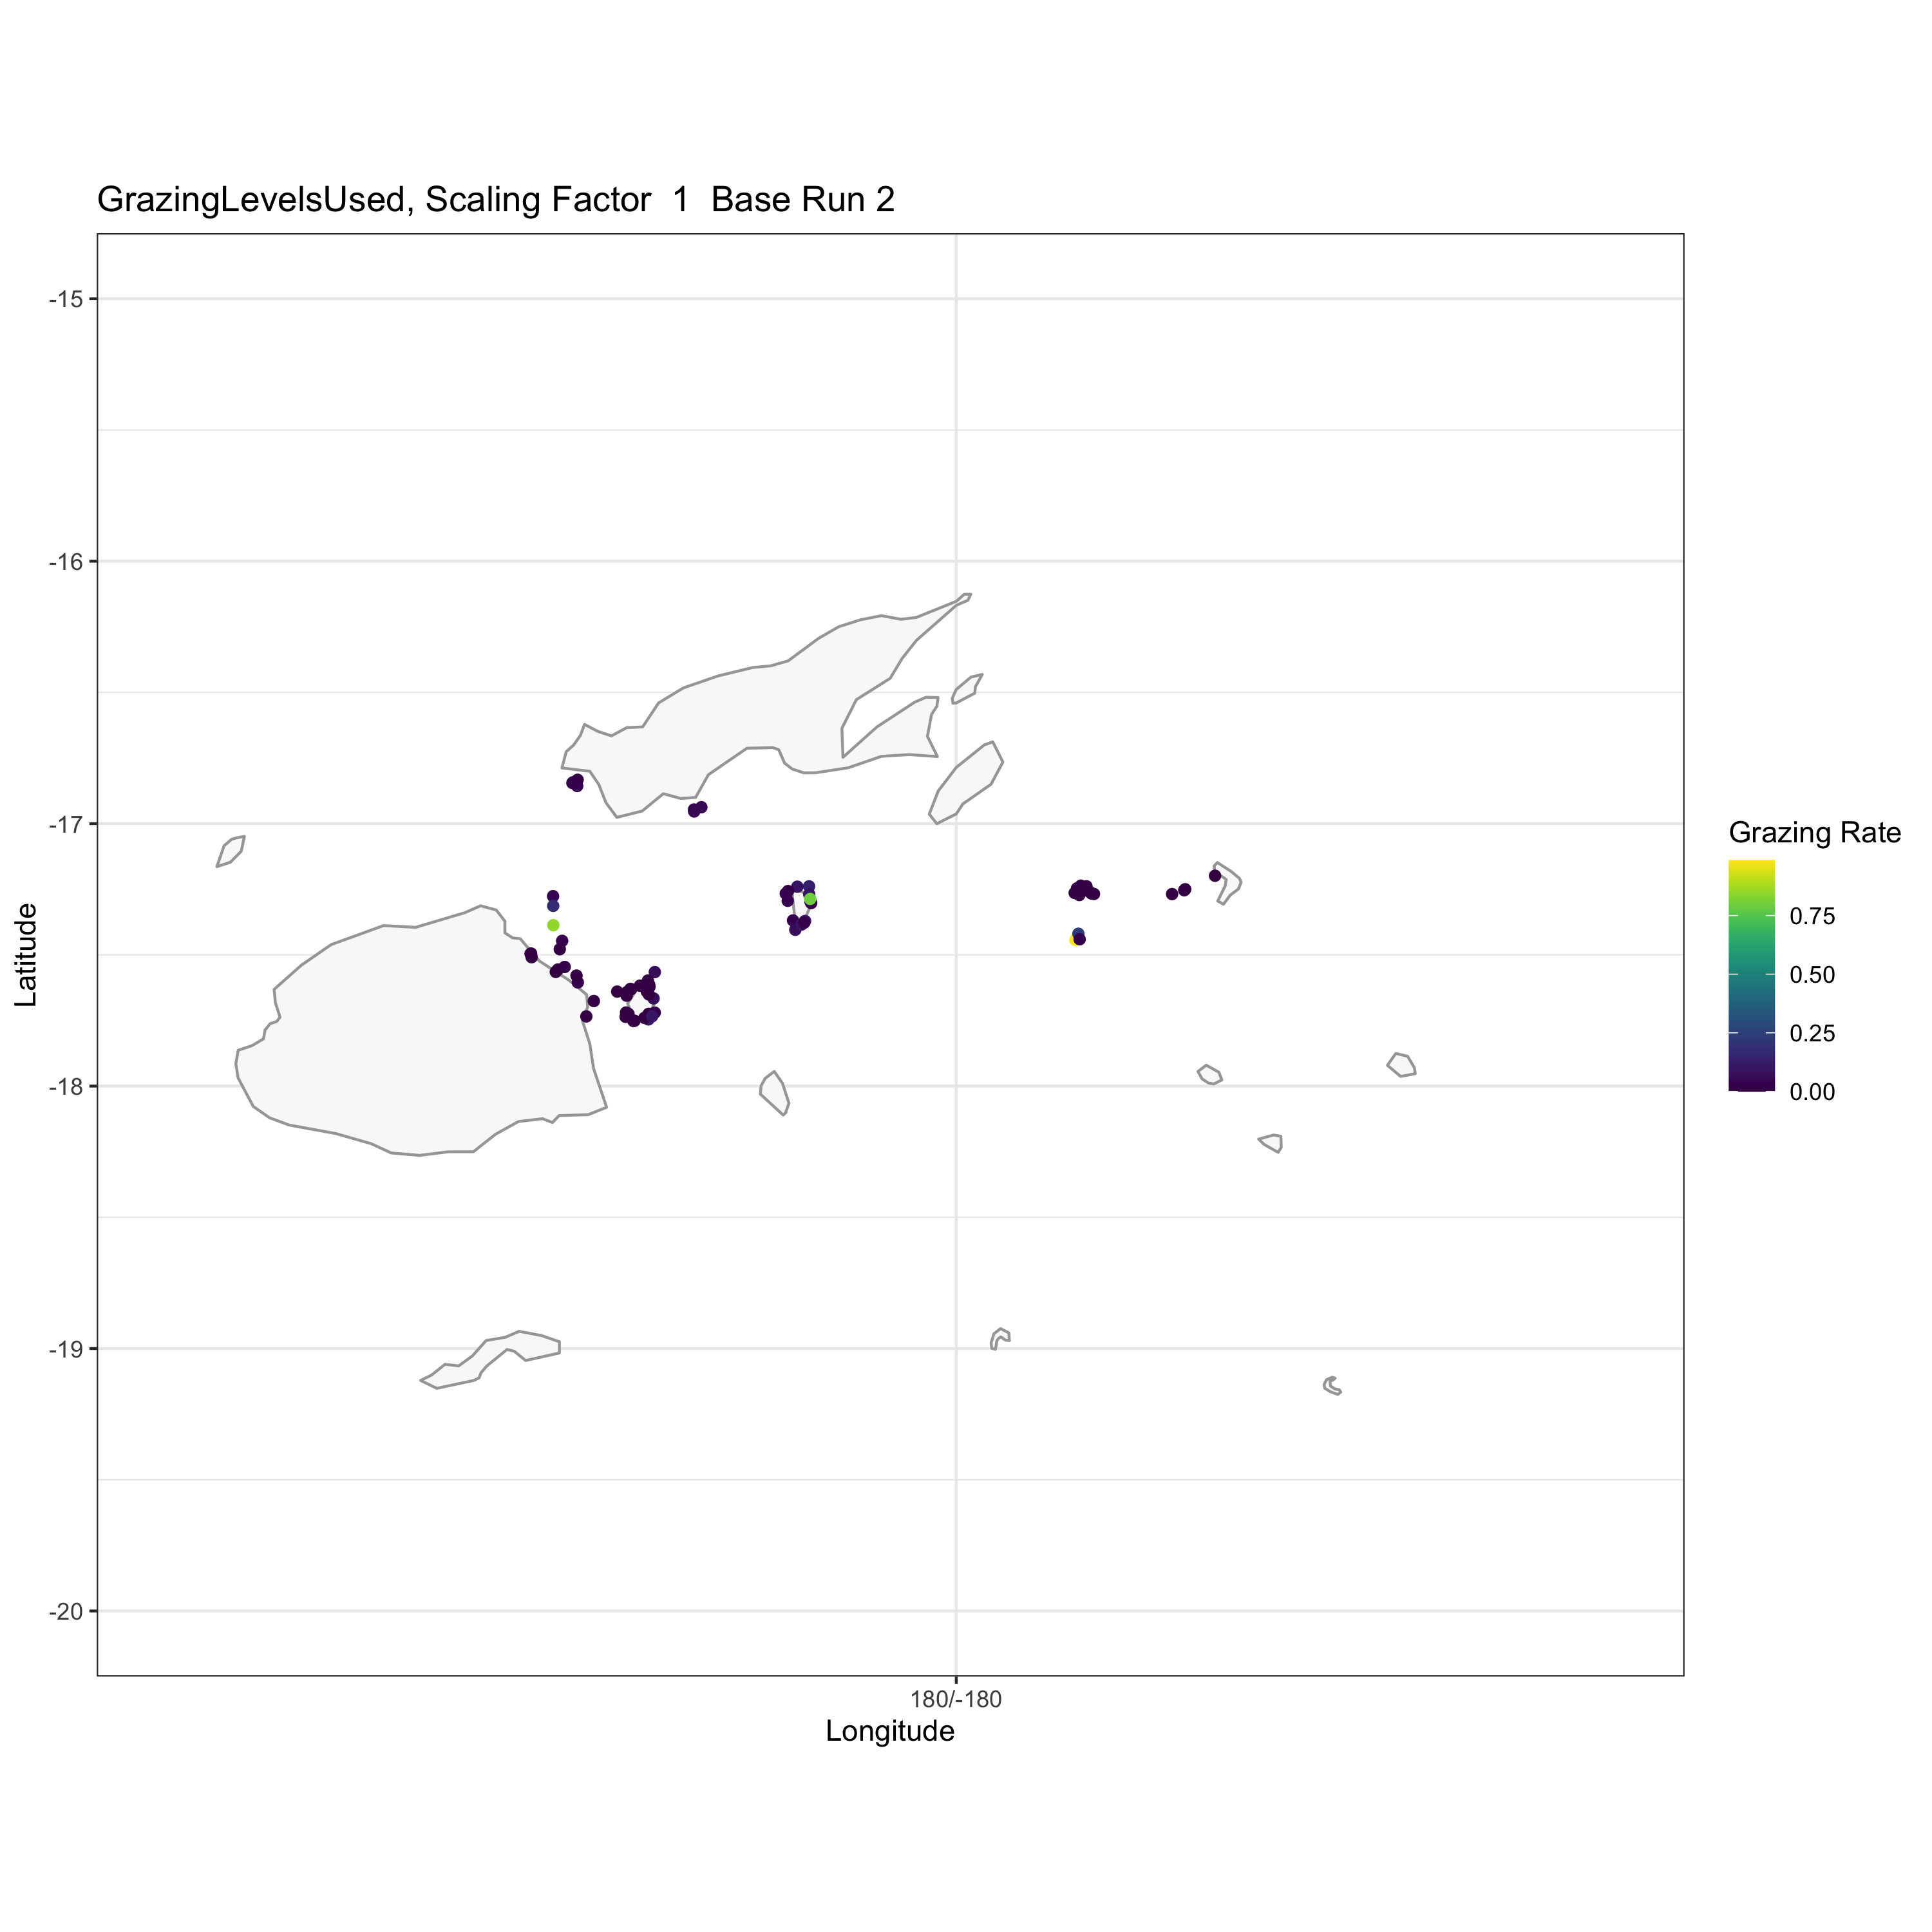 GrazingLevelsUsed, Scaling Factor  1  Base Run 2
-15
-16
-17
-18
-19
-20
Latitude
180/-180
Longitude
Grazing Rate
0.75
0.50
0.25
0.00